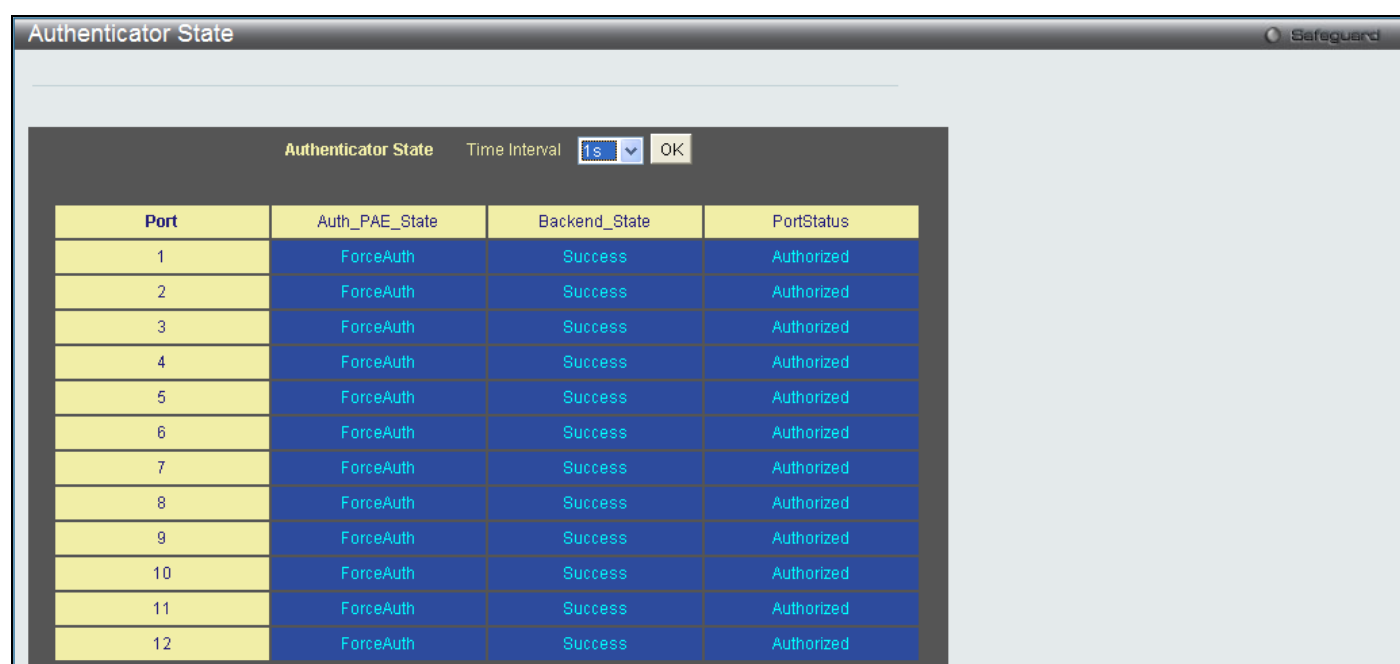 Authenticator State
Safeguard
Authenticator State Time Interval 1s OK
Port Auth_PAE_State Backend_State PortStatus
1 ForceAuth Success Authorized
2 ForceAuth Success Authorized
3 ForceAuth Success Authorized
4 ForceAuth Success Authorized
5 ForceAuth Success Authorized
6 ForceAuth Success Authorized
7 ForceAuth Success Authorized
8 ForceAuth Success Authorized
9 ForceAuth Success Authorized
10 ForceAuth Success Authorized
11 ForceAuth Success Authorized
12 ForceAuth Success Authorized